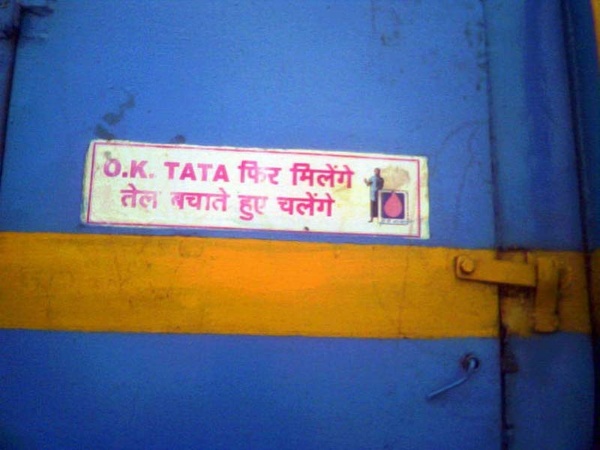 O.K. TATA फिर मिलेंगे
तेल बचाते हुए चलेंगे